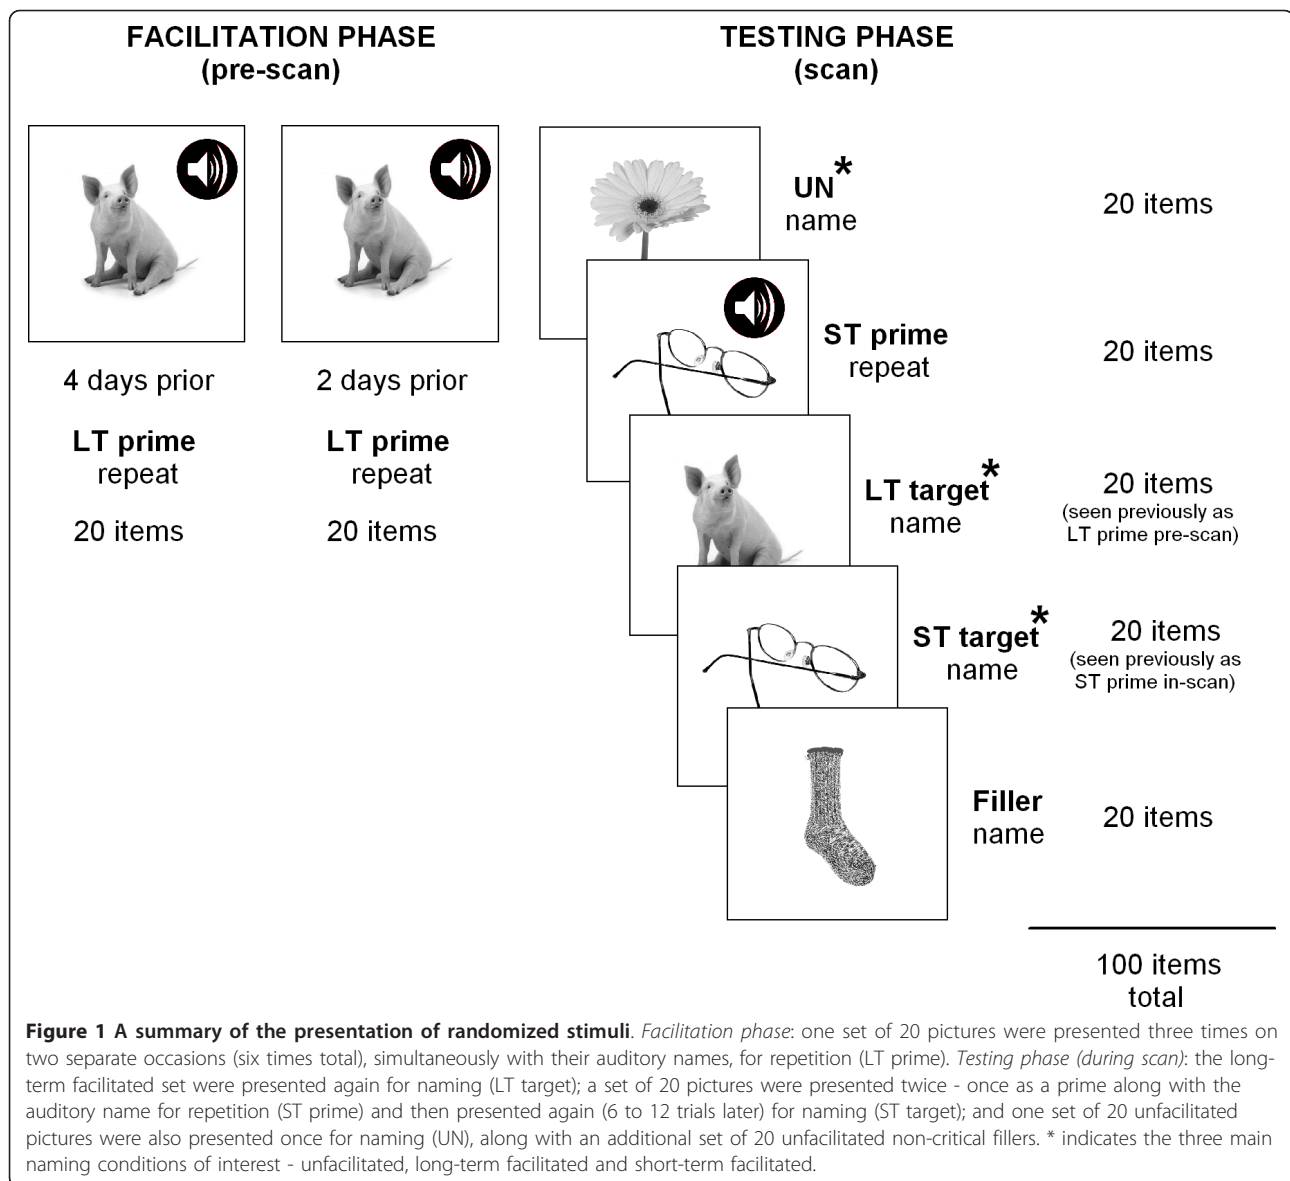 FACILITATION PHASE
(pre-scan)
TESTING PHASE
(scan)
4 days prior
LT prime
repeat
20 items
2 days prior
LT prime
repeat
20 items
UN*
name
20 items
ST prime
repeat
20 items
LT target*
name
20 items
(seen previously as
LT prime pre-scan)
ST target*
name
20 items
(seen previously as
ST prime in-scan)
Filler
name
20 items
100 items
total
Figure 1 A summary of the presentation of randomized stimuli. Facilitation phase: one set of 20 pictures were presented three times on
two separate occasions (six times total), simultaneously with their auditory names, for repetition (LT prime). Testing phase (during scan): the long-
term facilitated set were presented again for naming (LT target); a set of 20 pictures were presented twice - once as a prime along with the
auditory name for repetition (ST prime) and then presented again (6 to 12 trials later) for naming (ST target); and one set of 20 unfacilitated
pictures were also presented once for naming (UN), along with an additional set of 20 unfacilitated non-critical fillers. * indicates the three main
naming conditions of interest - unfacilitated, long-term facilitated and short-term facilitated.